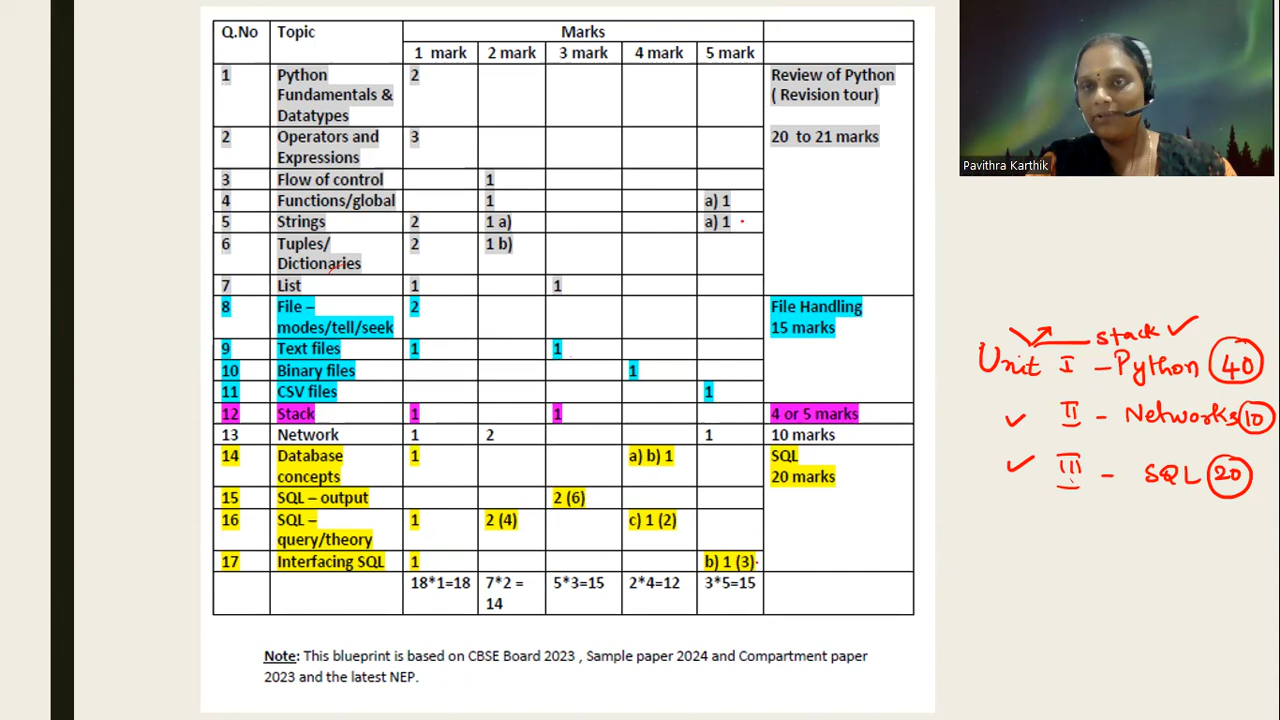 Q.No Topic Marks
1 mark 2 mark 3 mark 4 mark 5 mark
1 Python Fundamentals & Datatypes 2 Review of Python ( Revision tour)
2 Operators and Expressions 3 20 to 21 marks
3 Flow of control 1
4 Functions/global 1 a) 1
5 Strings 2 1 a) a) 1
6 Tuples/ Dictionaries 2 1 b)
7 List 1 1
8 File – modes/tell/seek 2 File Handling 15 marks
9 Text files 1 1
10 Binary files 1
11 CSV files 1
12 Stack 1 1 4 or 5 marks
13 Network 1 2 1 10 marks
14 Database concepts 1 a) b) 1 SQL 20 marks
15 SQL – output 2 (6)
16 SQL – query/theory 1 2 (4) c) 1 (2)
17 Interfacing SQL 1 b) 1 (3)
18*1=18 7*2 = 14 5*3=15 2*4=12 3*5=15
Note: This blueprint is based on CBSE Board 2023 , Sample paper 2024 and Compartment paper
2023 and the latest NEP.
Pavithra Karthik
stack
Unit I - Python 40
II - Networks 10
III - SQL 20